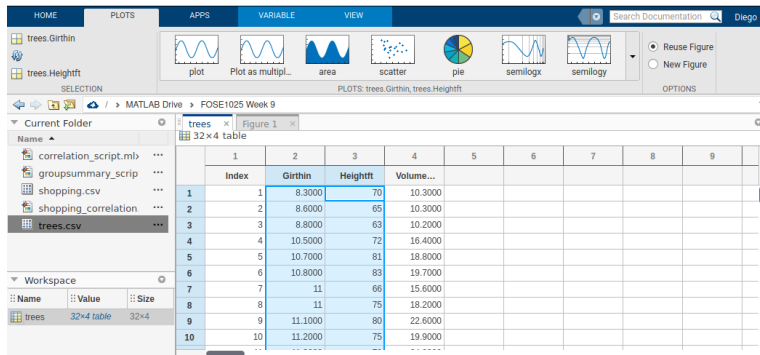 HOME PLOTS APPS VARIABLE VIEW Search Documentation Diego
trees.Girthin
trees.Heightft
SELECTION
plot Plot as multipl... area scatter pie semilogx semilogy
PLOTS: trees.Girthin, trees.Heightft
Reuse Figure
New Figure
OPTIONS
/ > MATLAB Drive > FOSE1025 Week 9
Current Folder
Name
correlation_script.mlx
groupsummary_scrip
shopping.csv
shopping_correlation
trees.csv
Workspace
Name Value Size
trees 32×4 table 32×4
trees × Figure 1 ×
32×4 table
1 2 3 4 5 6 7 8 9
Index Girthin Heightft Volume...
1 1 8.3000 70 10.3000
2 2 8.6000 65 10.3000
3 3 8.8000 63 10.2000
4 4 10.5000 72 16.4000
5 5 10.7000 81 18.8000
6 6 10.8000 83 19.7000
7 7 11 66 15.6000
8 8 11 75 18.2000
9 9 11.1000 80 22.6000
10 10 11.2000 75 19.9000